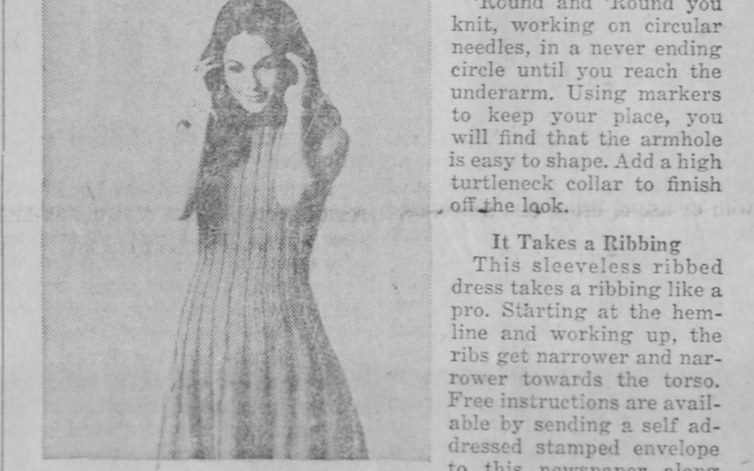 'Round and 'Round you
knit, working on circular
needles, in a never ending
circle until you reach the
underarm. Using markers
to keep your place, you
will find that the armhole
is easy to shape. Add a high
turtleneck collar to finish
off the look.
It Takes a Ribbing
This sleeveless ribbed
dress takes a ribbing like a
pro. Starting at the hem-
line and working up, the
ribs get narrower and nar-
rower towards the torso.
Free instructions are avail-
able by sending a self ad-
dressed stamped envelope
to this newspaper along